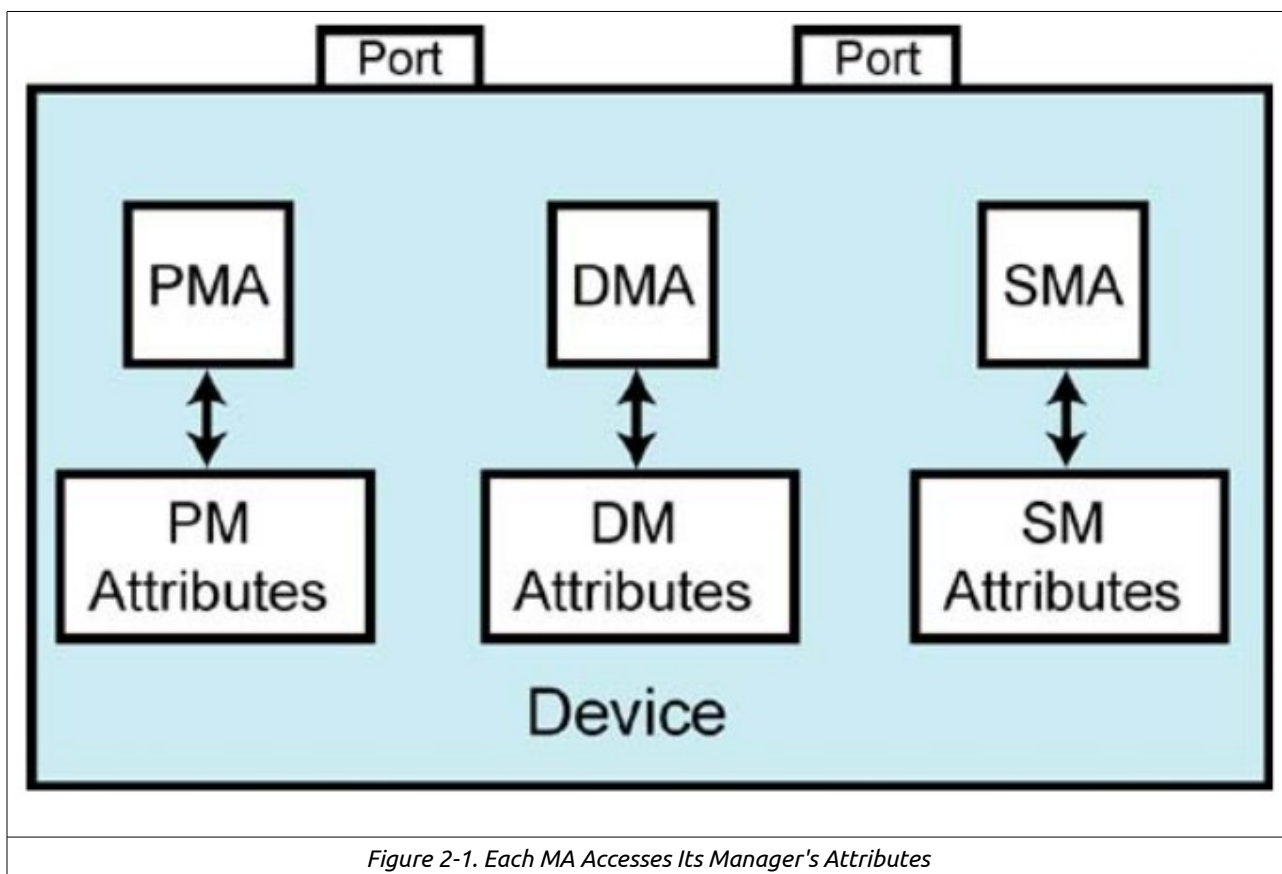 Port
Port
PMA
DMA
SMA
PM
Attributes
DM
Attributes
SM
Attributes
Device
Figure 2-1. Each MA Accesses Its Manager's Attributes